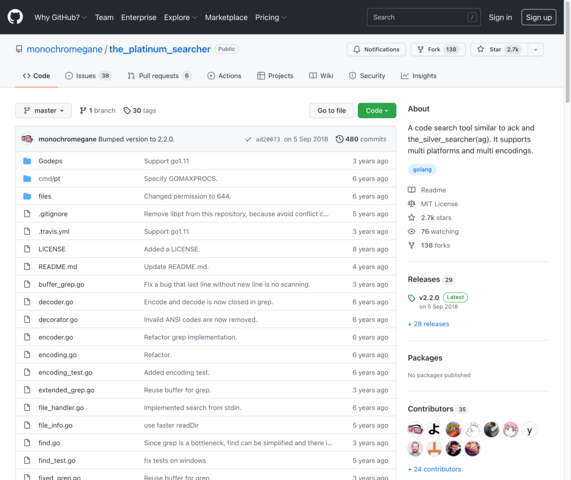 Why GitHub? Team Enterprise Explore Marketplace Pricing Search / Sign in Sign up
monochromegane / the_platinum_searcher Public Notifications Fork 138 Star 2.7k
Code Issues 38 Pull requests 6 Actions Projects Wiki Security Insights
master 1 branch 30 tags Go to file Code
monochromegane Bumped version to 2.2.0. ad20073 on 5 Sep 2018 480 commits
Godeps Support go1.11 3 years ago
cmd/pt Specify GOMAXPROCS. 6 years ago
files Changed permission to 644. 6 years ago
.gitignore Remove libpt from this repository, because avoid conflict c... 5 years ago
.travis.yml Support go1.11 3 years ago
LICENSE Added a LICENSE. 8 years ago
README.md Update README.md. 4 years ago
buffer_grep.go Fix a bug that last line without new line is no scanning. 3 years ago
decoder.go Encode and decode is now closed in grep. 6 years ago
decorator.go Invalid ANSI codes are now removed. 6 years ago
encoder.go Refactor grep implementation. 6 years ago
encoding.go Refactor. 6 years ago
encoding_test.go Added encoding test. 6 years ago
extended_grep.go Reuse buffer for grep. 3 years ago
file_handler.go Implemented search from stdin. 6 years ago
file_info.go use faster readDir 5 years ago
find.go Since grep is a bottleneck, find can be simplified and there i... 3 years ago
find_test.go fix tests on windows 5 years ago
fixed_grep.go Reuse buffer for grep. 3 years ago
About
A code search tool similar to ack and
the_silver_searcher(ag). It supports
multi platforms and multi encodings.
golang
Readme
MIT License
2.7k stars
76 watching
138 forks
Releases 29
v2.2.0 Latest
on 5 Sep 2018
+ 28 releases
Packages
No packages published
Contributors 35
y
+ 24 contributors